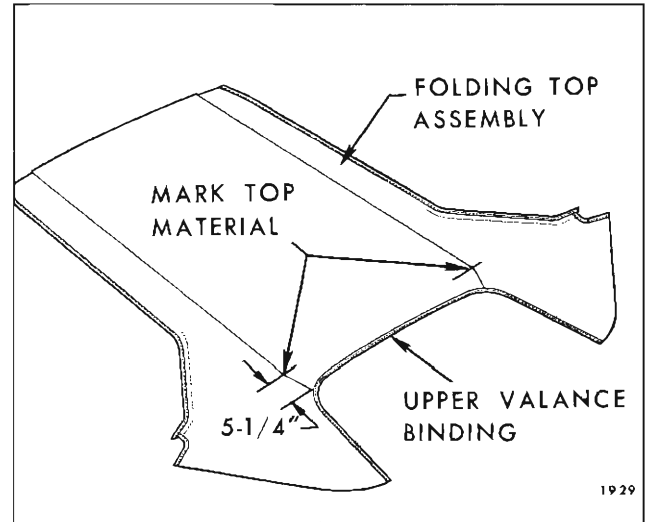 FOLDING TOP
ASSEMBLY
MARK TOP
MATERIAL
5-1/4"
UPPER VALANCE
BINDING
1929